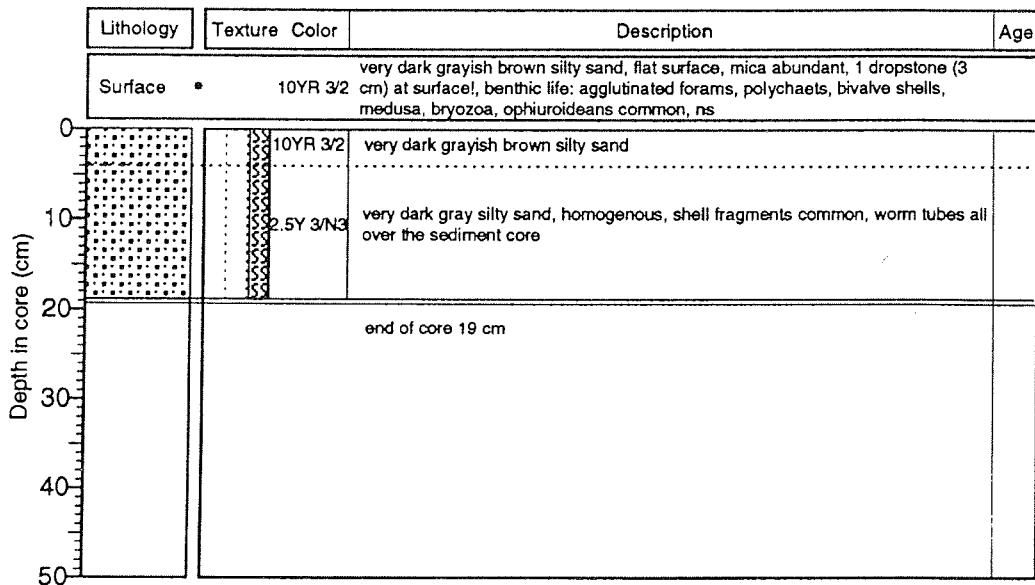 Lithology Texture Color Description Age
Surface 10YR 3/2 very dark grayish brown silty sand, flat surface, mica abundant, 1 dropstone (3
cm) at surface!, benthic life: agglutinated forams, polychaets, bivalve shells,
medusa, bryozoa, ophiuroideans common, ns
0
10YR 3/2 very dark grayish brown silty sand
10
2.5Y 3/N3 very dark gray silty sand, homogenous, shell fragments common, worm tubes all
over the sediment core
20
end of core 19 cm
Depth in core (cm)
30
40
50